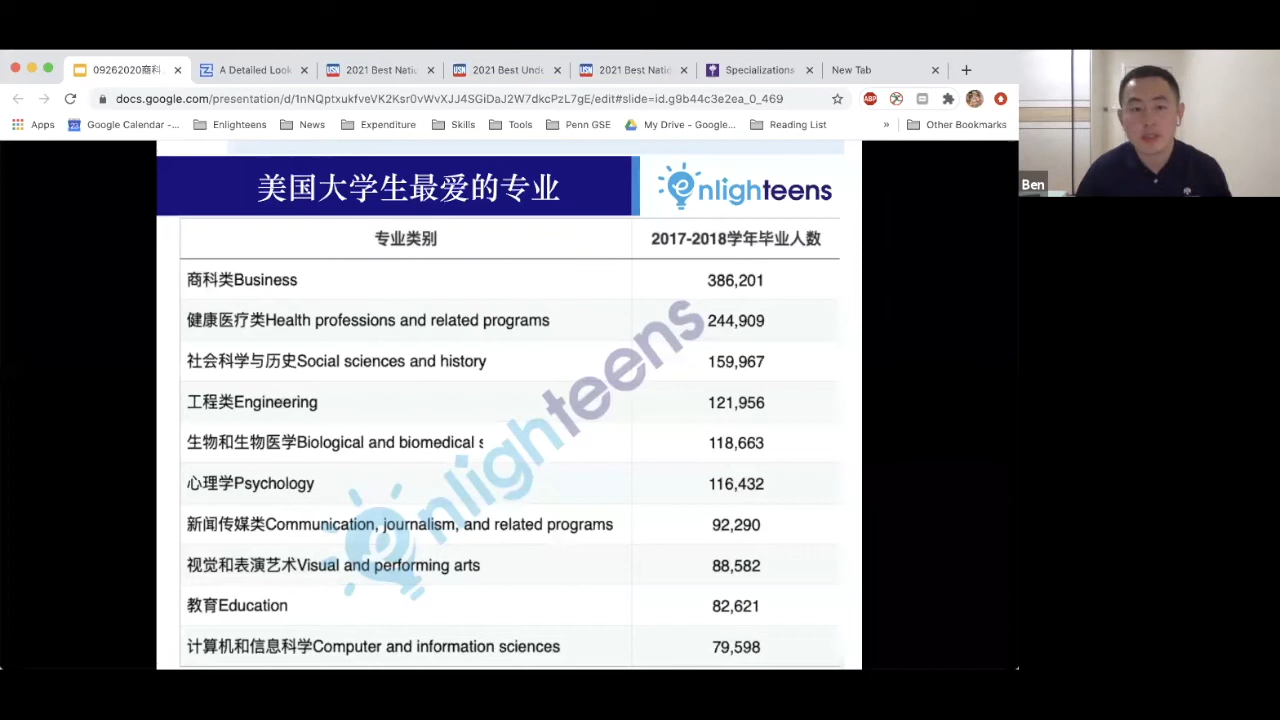 09262020商科
A Detailed Look
2021 Best Natio
2021 Best Unde
2021 Best Natio
Specializations
New Tab
docs.google.com/presentation/d/1nNQptxukfveVK2Ksr0vWvXJJ4SGiDaJ2W7dkcPzL7gE/edit#slide=id.g9b44c3e2ea_0_469
ABP
Apps
23
Google Calendar -...
Enlighteens
News
Expenditure
Skills
Tools
Penn GSE
My Drive - Google...
Reading List
»
Other Bookmarks
Ben
美国大学生最爱的专业
enlighteens
专业类别 2017-2018学年毕业人数
商科类Business 386,201
健康医疗类Health professions and related programs 244,909
社会科学与历史Social sciences and history 159,967
工程类Engineering 121,956
生物和生物医学Biological and biomedical s 118,663
心理学Psychology 116,432
新闻传媒类Communication, journalism, and related programs 92,290
视觉和表演艺术Visual and performing arts 88,582
教育Education 82,621
计算机和信息科学Computer and information sciences 79,598
enlighteens